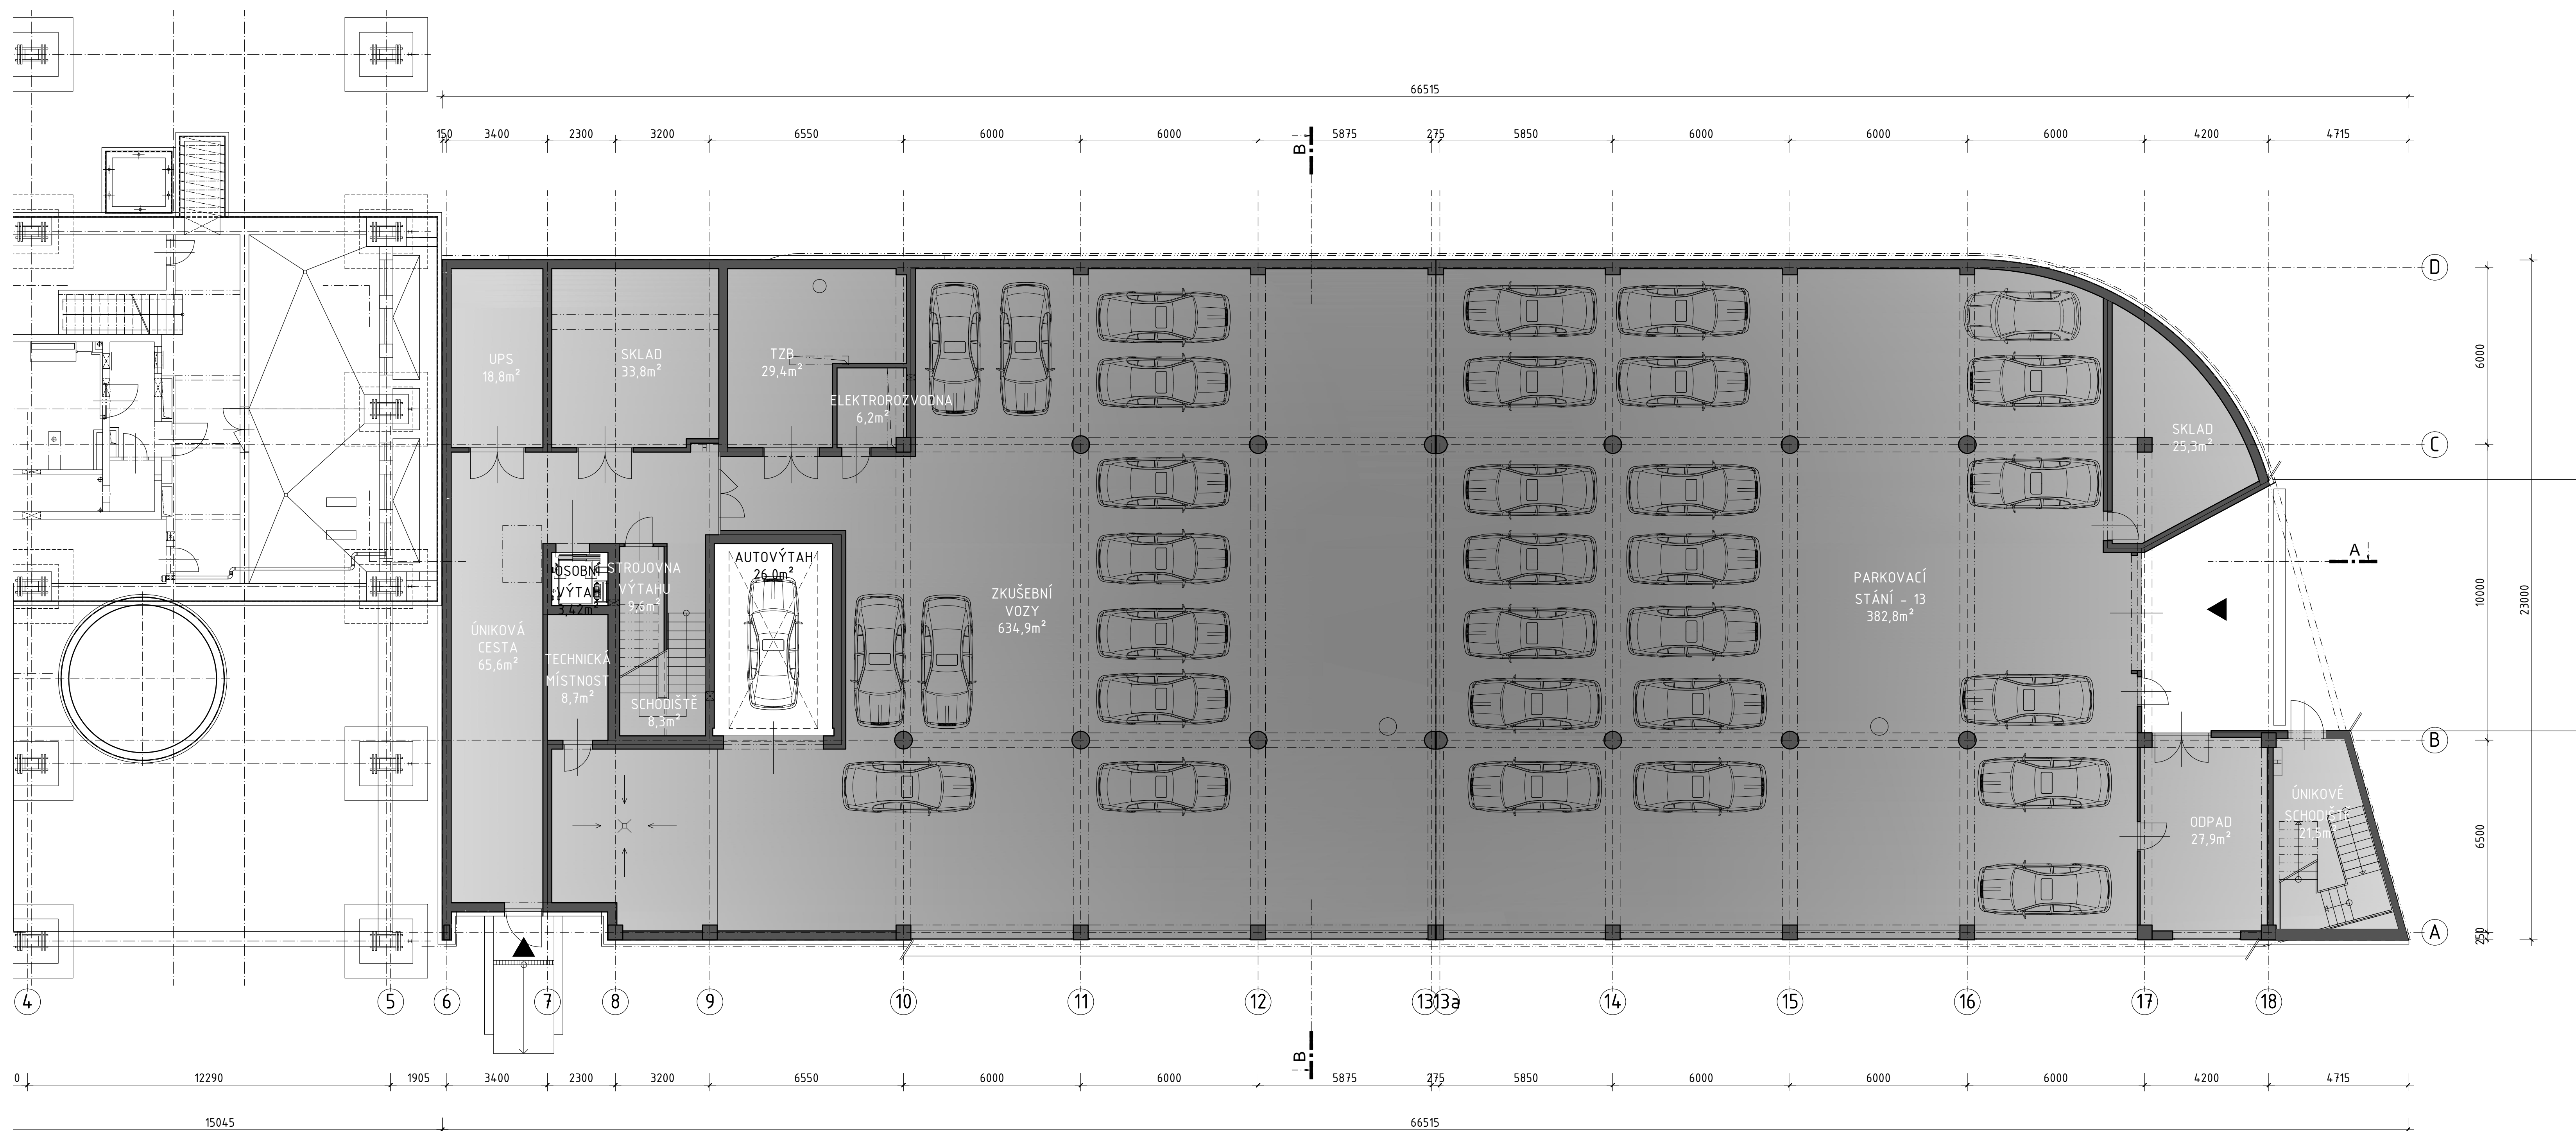 66515
150 3400 2300 3200 6550 6000 6000 5875 275 5850 6000 6000 6000 4200 4715
B
D
UPS
18,8m²
SKLAD
33,8m²
TZB
29,4m²
ELEKTROROZVODNA
6,2m²
6000
C
SKLAD
25,3m²
AUTOVÝTAH
26,0m²
OSOBNÍ
VÝTAH
3,42m²
STROJOVNA
VÝTAHU
9,6m²
A
ZKUŠEBNÍ
VOZY
634,9m²
PARKOVACÍ
STÁNÍ - 13
382,8m²
10000
23000
ÚNIKOVÁ
CESTA
65,6m²
TECHNICKÁ
MÍSTNOST
8,7m²
SCHODIŠTĚ
8,3m²
B
ÚNIKOVÉ
SCHODIŠTĚ
ODPAD
27,9m²
6500
A
250
4 5 6 7 8 9 10 11 12 13 13a 14 15 16 17 18
B
0 12290 1905 3400 2300 3200 6550 6000 6000 5875 275 5850 6000 6000 6000 4200 4715
15045 66515